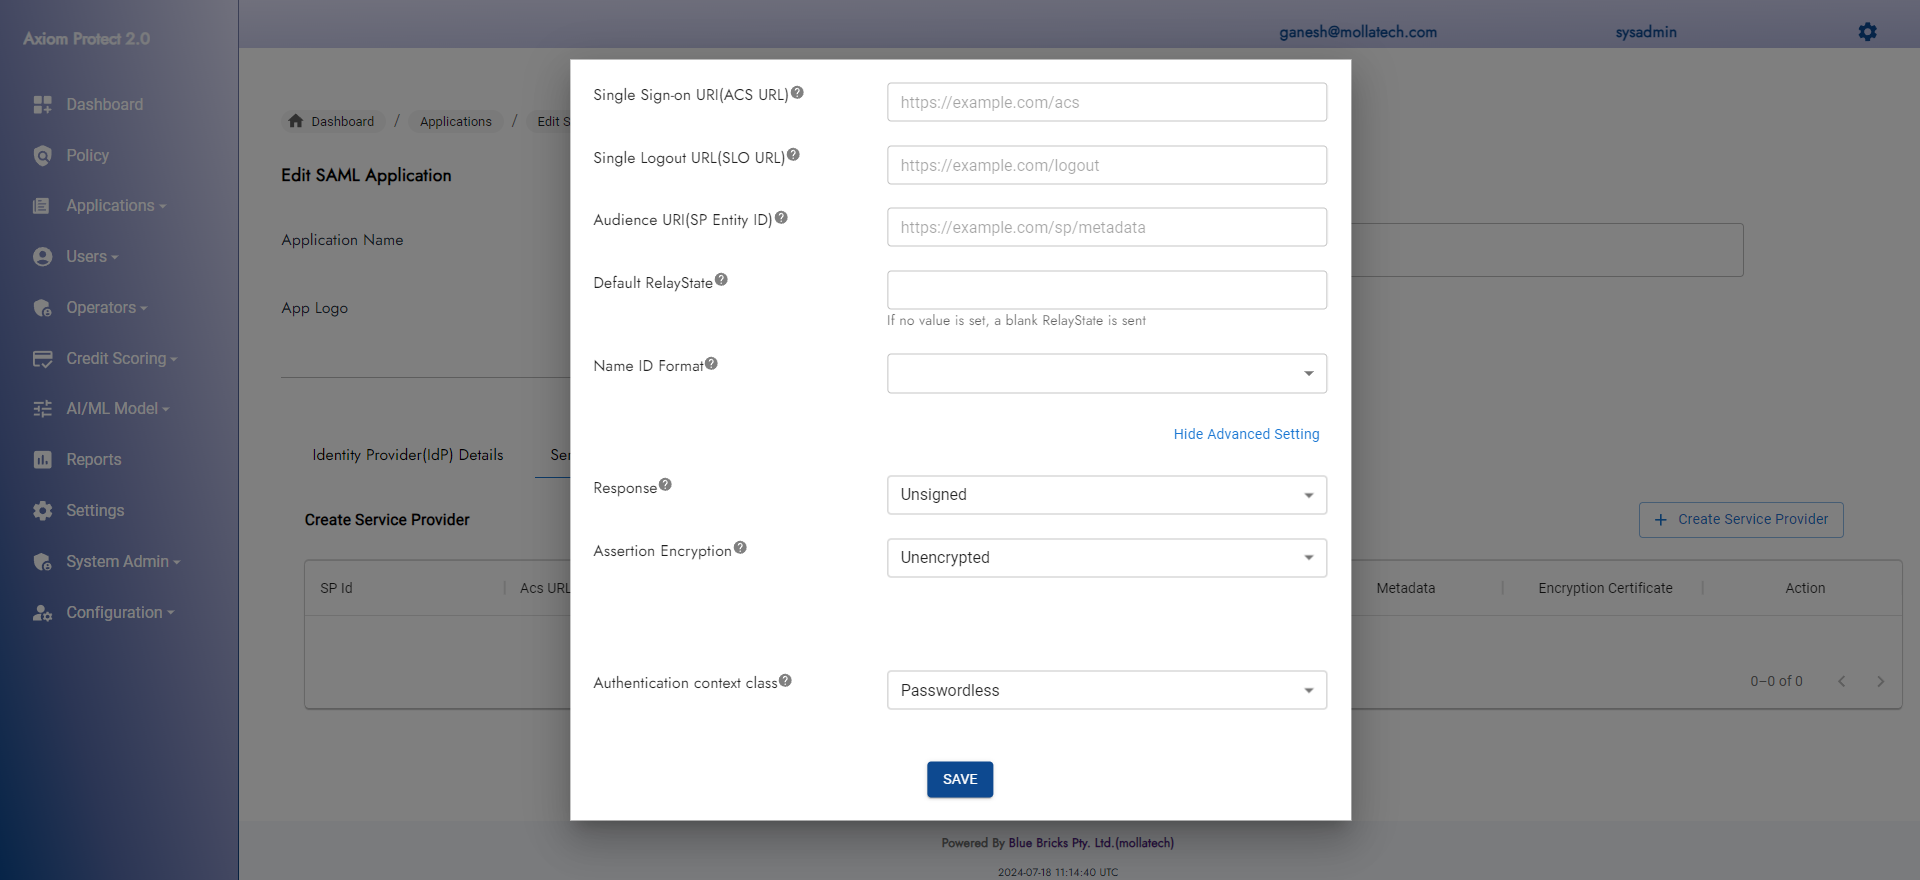 Axiom Protect 2.0
ganesh@mollatech.com
sysadmin
Dashboard
Policy
Applications
Users
Operators
Credit Scoring
AI/ML Model
Reports
Settings
System Admin
Configuration
Dashboard / Applications / Edit S
Edit SAML Application
Application Name
App Logo
Identity Provider(IdP) Details
Ser
Create Service Provider
+ Create Service Provider
SP Id
Acs URL
Metadata
Encryption Certificate
Action
0–0 of 0
Single Sign-on URI(ACS URL)
https://example.com/acs
Single Logout URL(SLO URL)
https://example.com/logout
Audience URI(SP Entity ID)
https://example.com/sp/metadata
Default RelayState
If no value is set, a blank RelayState is sent
Name ID Format
Hide Advanced Setting
Response
Unsigned
Assertion Encryption
Unencrypted
Authentication context class
Passwordless
SAVE
Powered By Blue Bricks Pty. Ltd.(mollatech)
2024-07-18 11:14:40 UTC